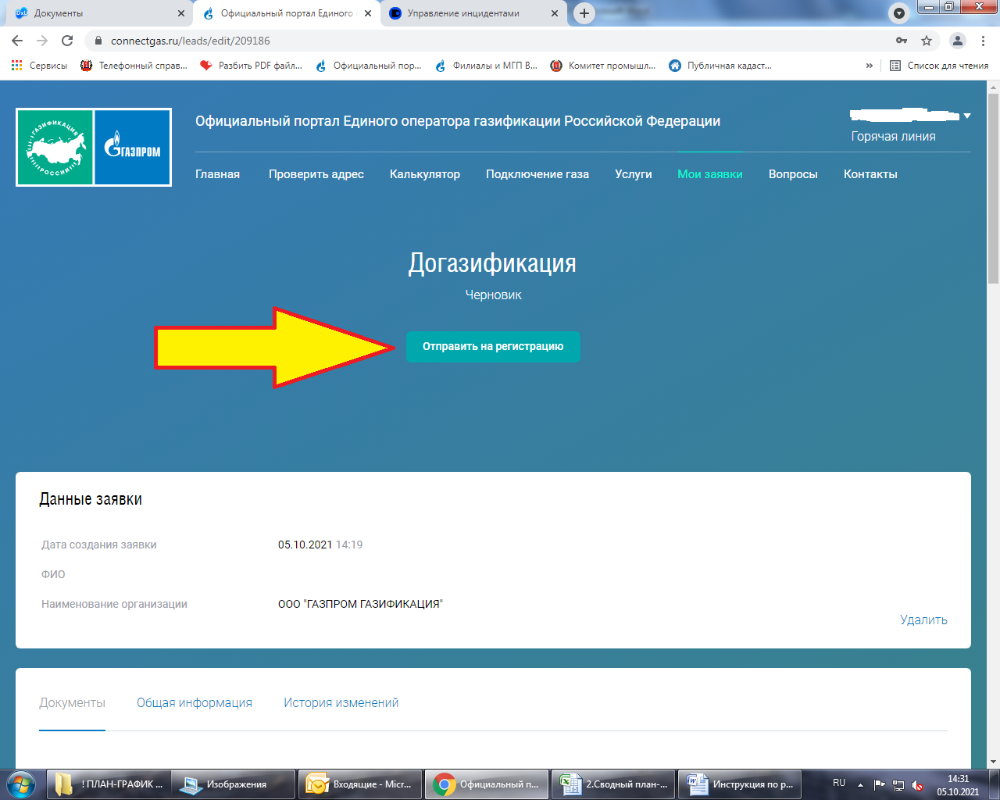 Документы
Официальный портал Единого
Управление инцидентами
connectgas.ru/leads/edit/209186
Сервисы
Телефонный справ...
Разбить PDF файл...
Официальный пор...
Филиалы и МГП В...
Комитет промышл...
Публичная кадаст...
»
Список для чтения
ГАЗИФИКАЦИЯ
РОССИИ
ГАЗПРОМ
Официальный портал Единого оператора газификации Российской Федерации
Горячая линия
Главная
Проверить адрес
Калькулятор
Подключение газа
Услуги
Мои заявки
Вопросы
Контакты
Догазификация
Черновик
Отправить на регистрацию
Данные заявки
Дата создания заявки 05.10.2021 14:19
ФИО
Наименование организации ООО "ГАЗПРОМ ГАЗИФИКАЦИЯ"
Удалить
Документы
Общая информация
История изменений
! ПЛАН-ГРАФИК ...
Изображения
Входящие - Micr...
Официальный п...
2.Сводный план-...
Инструкция по р...
RU
14:31
05.10.2021